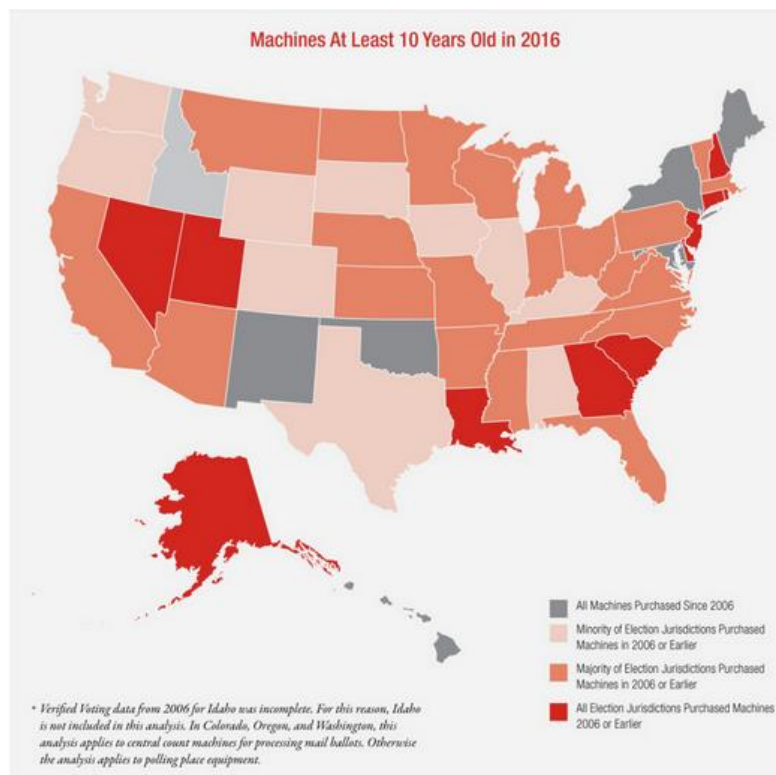 Machines At Least 10 Years Old in 2016
All Machines Purchased Since 2006
Minority of Election Jurisdictions Purchased
Machines in 2006 or Earlier
Majority of Election Jurisdictions Purchased
Machines in 2006 or Earlier
All Election Jurisdictions Purchased Machines
2006 or Earlier
* Verified Voting data from 2006 for Idaho was incomplete. For this reason, Idaho
is not included in this analysis. In Colorado, Oregon, and Washington, this
analysis applies to central count machines for processing mail ballots. Otherwise
the analysis applies to polling place equipment.